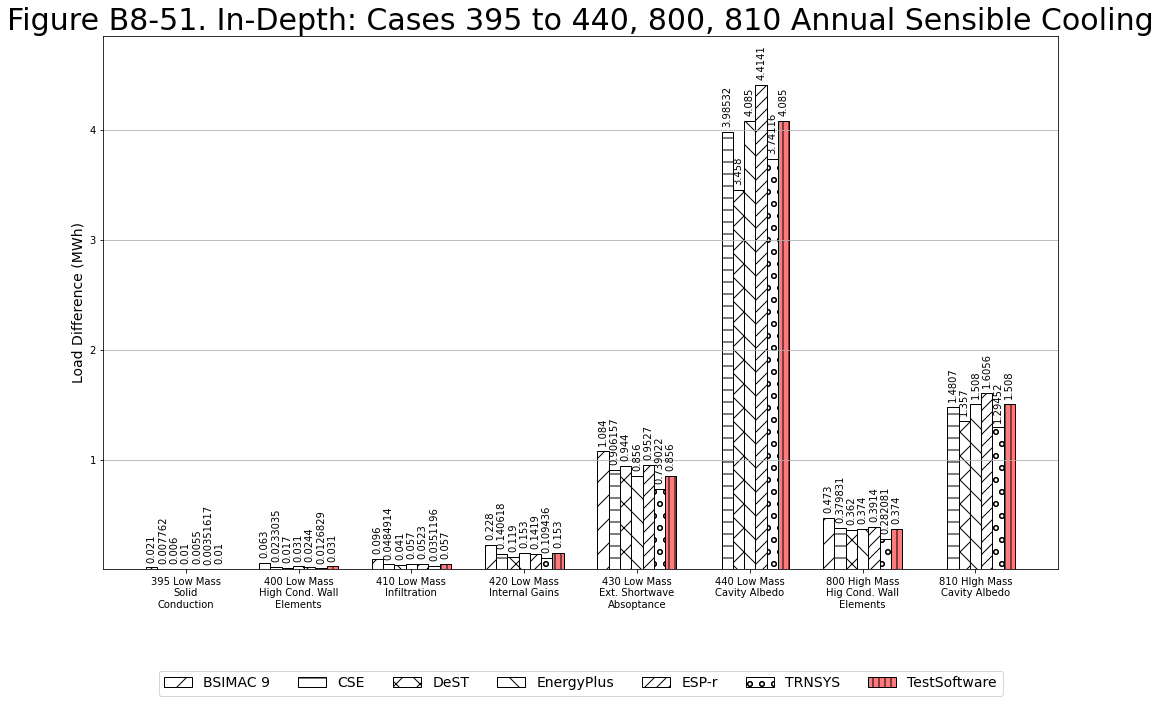 Figure B8-51. In-Depth: Cases 395 to 440, 800, 810 Annual Sensible Cooling
Load Difference (MWh)
4
3
2
1
0.021
0.007762
0.006
0.01
0.0055
0.00351617
0.01
0.063
0.0233035
0.017
0.031
0.0244
0.0126829
0.031
0.096
0.0484914
0.041
0.057
0.0523
0.0351196
0.057
0.228
0.140618
0.119
0.153
0.1419
0.109436
0.153
1.084
0.906157
0.944
0.856
0.9527
0.739022
0.856
3.98532
3.458
4.085
4.4141
3.74116
4.085
0.473
0.379831
0.362
0.374
0.3914
0.282081
0.374
1.4807
1.357
1.508
1.6056
1.29452
1.508
395 Low Mass
Solid
Conduction
400 Low Mass
High Cond. Wall
Elements
410 Low Mass
Infiltration
420 Low Mass
Internal Gains
430 Low Mass
Ext. Shortwave
Absoptance
440 Low Mass
Cavity Albedo
800 High Mass
Hig Cond. Wall
Elements
810 HIgh Mass
Cavity Albedo
BSIMAC 9
CSE
DeST
EnergyPlus
ESP-r
TRNSYS
TestSoftware